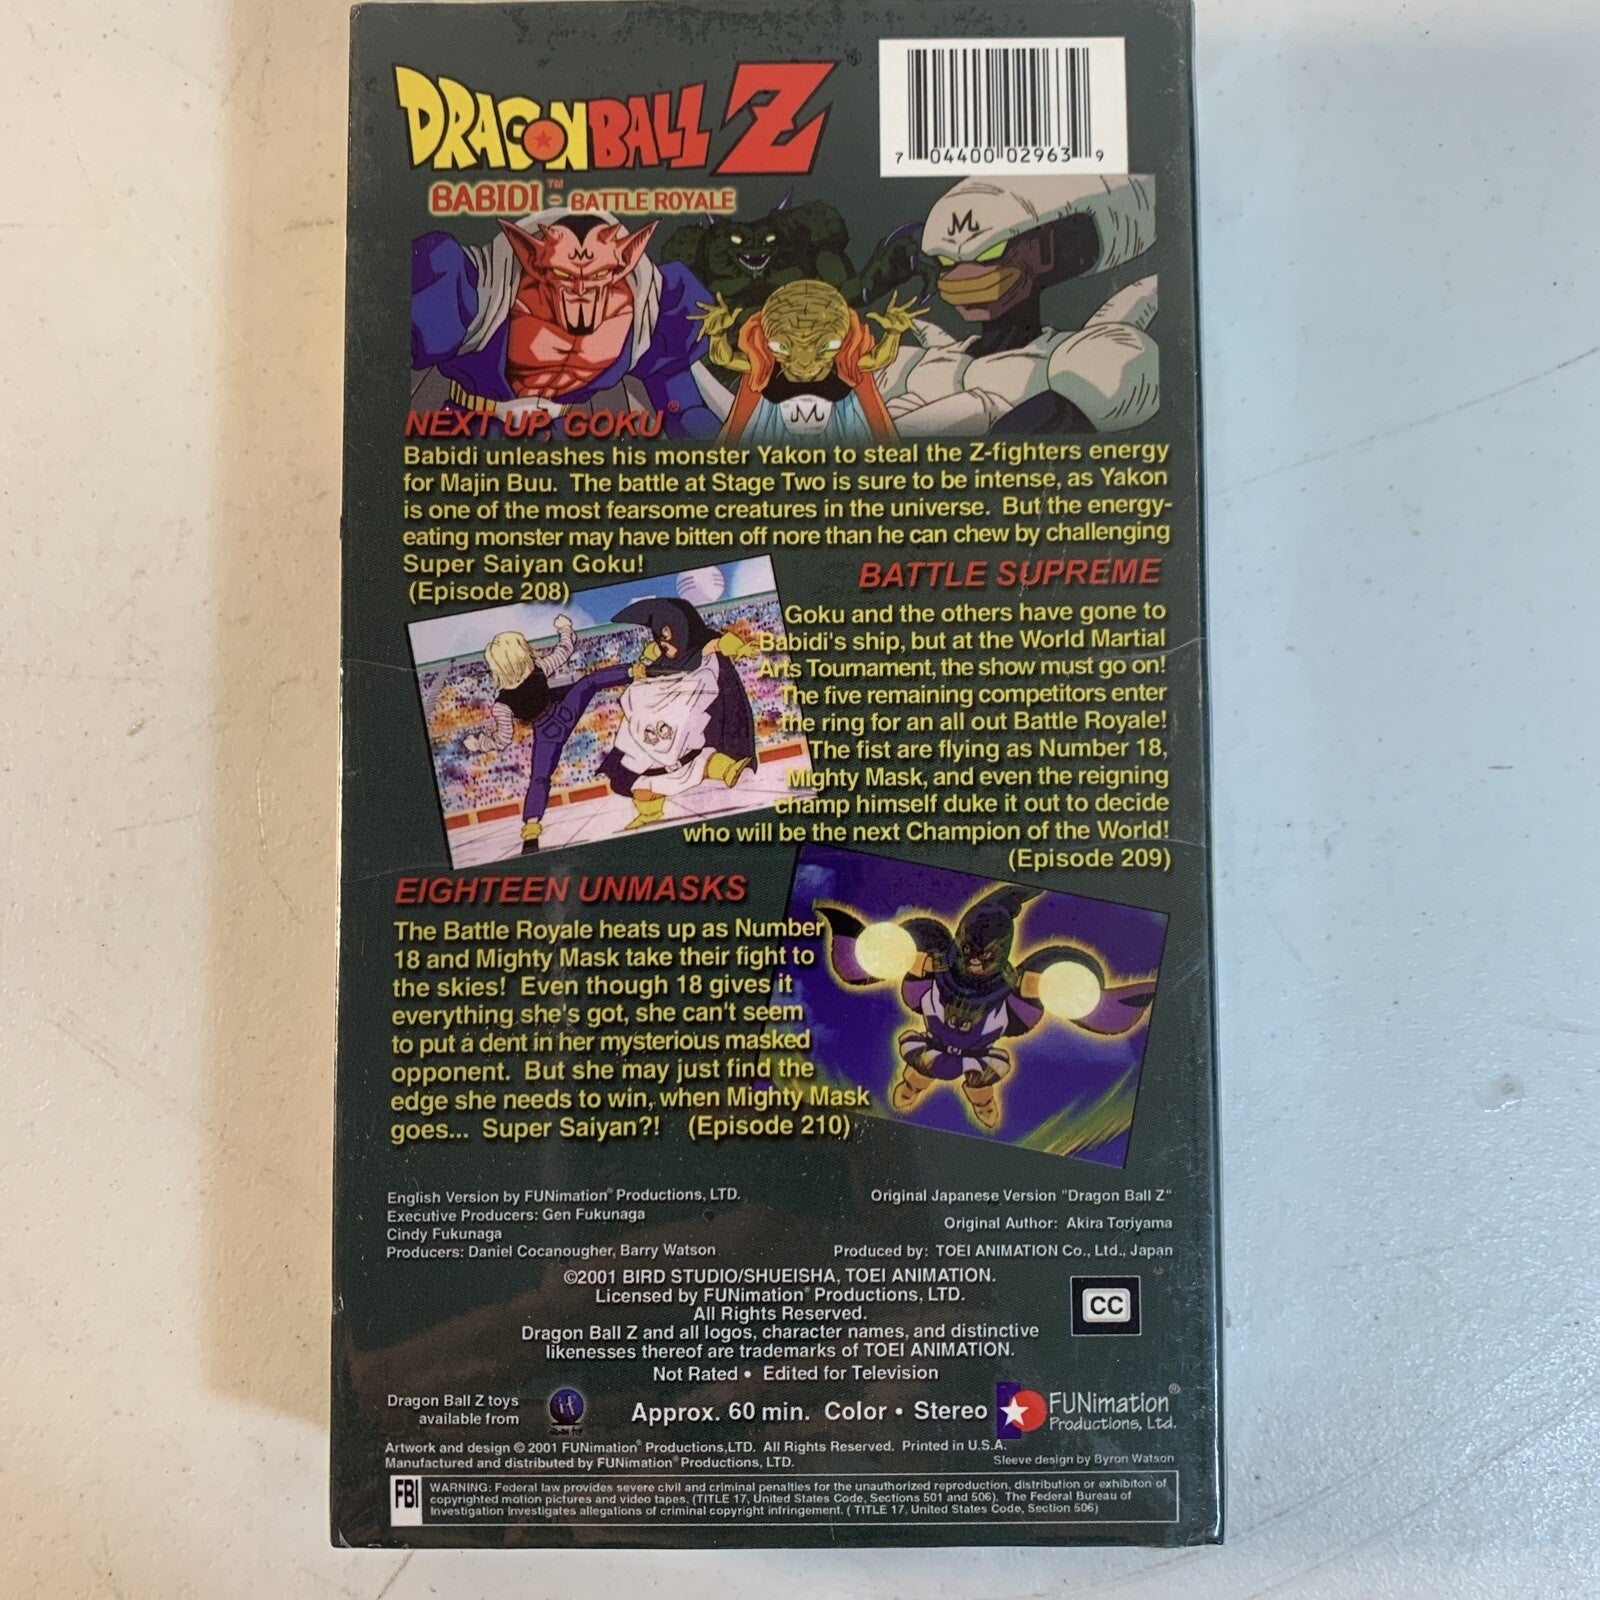 DRAGON BALL Z®
BABIDI™ - BATTLE ROYALE
7 04400 02963 9
M
M
M
NEXT UP, GOKU®
Babidi unleashes his monster Yakon to steal the Z-fighters energy
for Majin Buu. The battle at Stage Two is sure to be intense, as Yakon
is one of the most fearsome creatures in the universe. But the energy-
eating monster may have bitten off nore than he can chew by challenging
Super Saiyan Goku!
(Episode 208)
BATTLE SUPREME
Goku and the others have gone to
Babidi's ship, but at the World Martial
Arts Tournament, the show must go on!
The five remaining competitors enter
the ring for an all out Battle Royale!
The fist are flying as Number 18,
Mighty Mask, and even the reigning
champ himself duke it out to decide
who will be the next Champion of the World!
(Episode 209)
EIGHTEEN UNMASKS
The Battle Royale heats up as Number
18 and Mighty Mask take their fight to
the skies! Even though 18 gives it
everything she's got, she can't seem
to put a dent in her mysterious masked
opponent. But she may just find the
edge she needs to win, when Mighty Mask
goes... Super Saiyan?! (Episode 210)
English Version by FUNimation® Productions, LTD.
Executive Producers: Gen Fukunaga
Cindy Fukunaga
Producers: Daniel Cocanougher, Barry Watson
Original Japanese Version "Dragon Ball Z"
Original Author: Akira Toriyama
Produced by: TOEI ANIMATION Co., Ltd., Japan
©2001 BIRD STUDIO/SHUEISHA, TOEI ANIMATION.
Licensed by FUNimation® Productions, LTD.
All Rights Reserved.
Dragon Ball Z and all logos, character names, and distinctive
likenesses thereof are trademarks of TOEI ANIMATION.
CC
Not Rated • Edited for Television
Dragon Ball Z toys
available from
Approx. 60 min. Color • Stereo
FUNimation®
Productions, Ltd.
Artwork and design © 2001 FUNimation® Productions,LTD. All Rights Reserved. Printed in U.S.A.
Manufactured and distributed by FUNimation® Productions, LTD.
Sleeve design by Byron Watson
FBI
WARNING: Federal law provides severe civil and criminal penalties for the unauthorized reproduction, distribution or exhibiton of
copyrighted motion pictures and video tapes. (TITLE 17, United States Code, Sections 501 and 506). The Federal Bureau of
Investigation investigates allegations of criminal copyright infringement. ( TITLE 17, United States Code, Section 506)